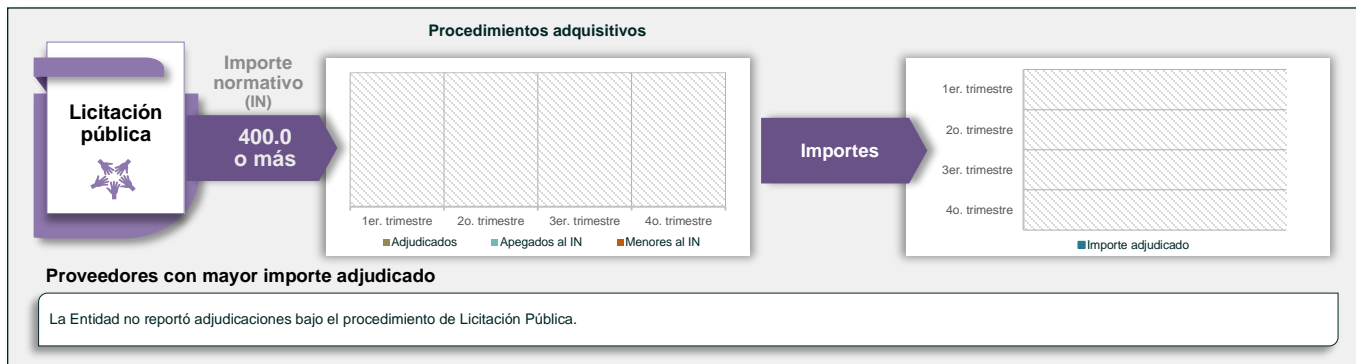 Procedimientos adquisitivos
Licitación
pública
Importe
normativo
(IN)
400.0
o más
1er. trimestre
2o. trimestre
3er. trimestre
4o. trimestre
Adjudicados
Apegados al IN
Menores al IN
Importes
1er. trimestre
2o. trimestre
3er. trimestre
4o. trimestre
Importe adjudicado
Proveedores con mayor importe adjudicado
La Entidad no reportó adjudicaciones bajo el procedimiento de Licitación Pública.